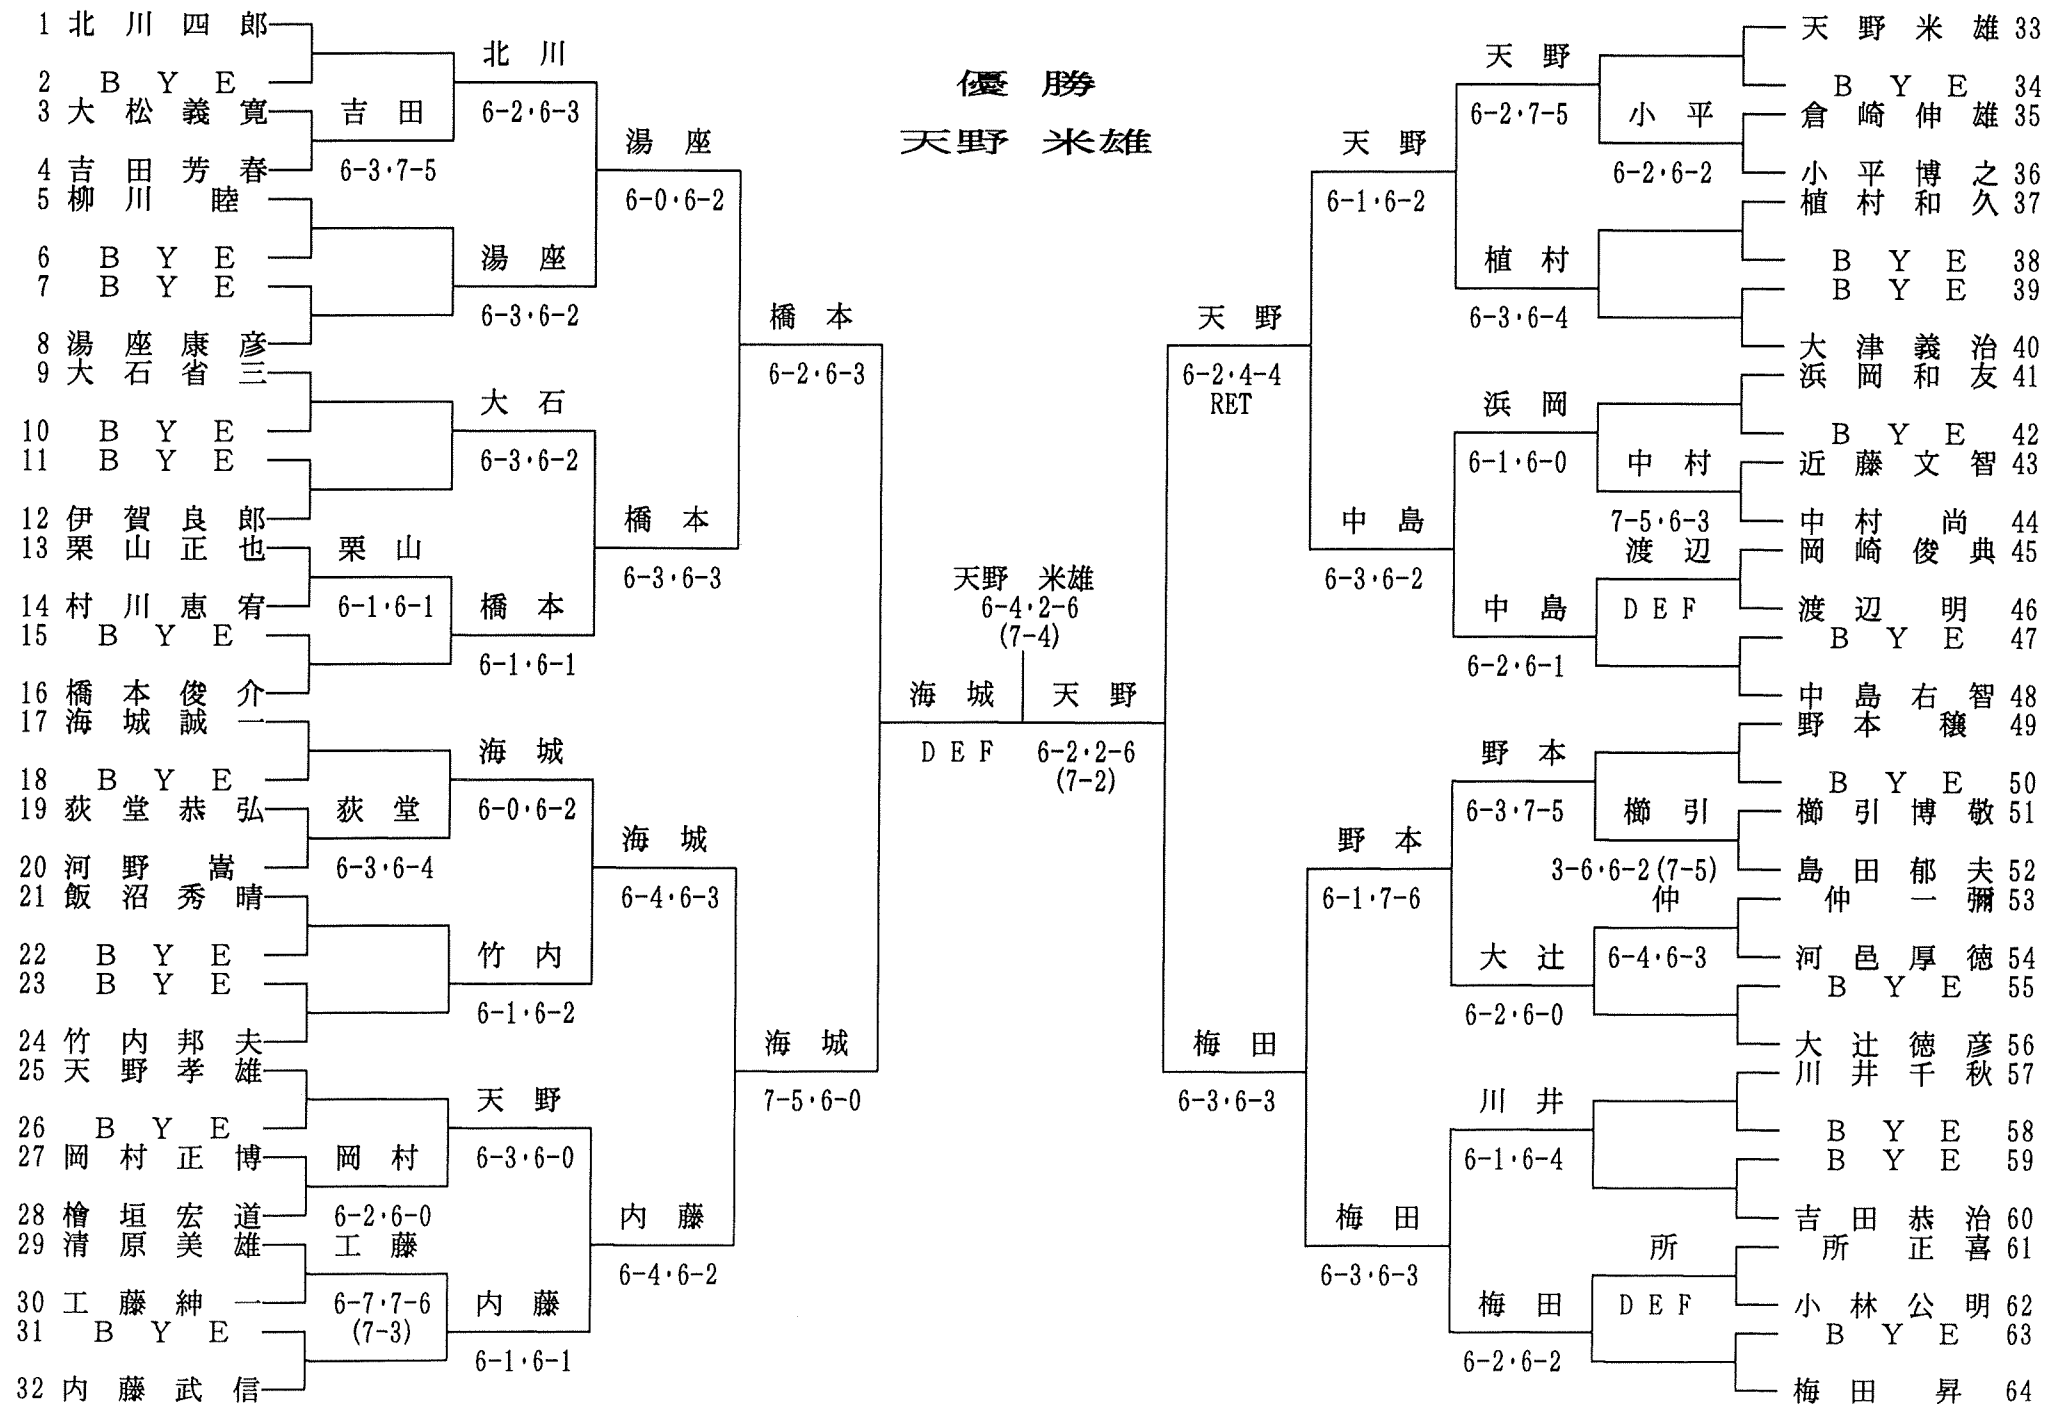 優勝
天野 米雄
1 北川四郎
2 BYE
3 大松義寛
4 吉田芳春
5 柳川 睦
6 BYE
7 BYE
8 湯座康彦
9 大石省三
10 BYE
11 BYE
12 伊賀良郎
13 栗山正也
14 村川恵宥
15 BYE
16 橋本俊介
17 海城誠一
18 BYE
19 荻堂恭弘
20 河野 嵩
21 飯沼秀晴
22 BYE
23 BYE
24 竹内邦夫
25 天野孝雄
26 BYE
27 岡村正博
28 檜垣宏道
29 清原美雄
30 工藤紳一
31 BYE
32 内藤武信
吉田
6-3・7-5
栗山
6-1・6-1
荻堂
6-3・6-4
岡村
6-2・6-0
工藤
6-7・7-6
(7-3)
北川
6-2・6-3
湯座
6-3・6-2
大石
6-3・6-2
橋本
6-1・6-1
海城
6-0・6-2
竹内
6-1・6-2
天野
6-3・6-0
内藤
6-1・6-1
湯座
6-0・6-2
橋本
6-3・6-3
海城
6-4・6-3
内藤
6-4・6-2
橋本
6-2・6-3
海城
7-5・6-0
海城
DEF
天野 米雄
6-4・2-6
(7-4)
天野
6-2・2-6
(7-2)
天野
6-2・4-4
RET
梅田
6-3・6-3
天野
6-1・6-2
中島
6-3・6-2
野本
6-1・7-6
梅田
6-3・6-3
天野
6-2・7-5
植村
6-3・6-4
浜岡
6-1・6-0
中島
6-2・6-1
野本
6-3・7-5
大辻
6-2・6-0
川井
6-1・6-4
梅田
6-2・6-2
小平
6-2・6-2
中村
7-5・6-3
渡辺
DEF
櫛引
3-6・6-2(7-5)
仲
6-4・6-3
所
DEF
天野米雄 33
BYE 34
倉崎伸雄 35
小平博之 36
植村和久 37
BYE 38
BYE 39
大津義治 40
浜岡和友 41
BYE 42
近藤文智 43
中村 尚 44
岡崎俊典 45
渡辺 明 46
BYE 47
中島右智 48
野本 穣 49
BYE 50
櫛引博敬 51
島田郁夫 52
仲 一彌 53
河邑厚徳 54
BYE 55
大辻徳彦 56
川井千秋 57
BYE 58
BYE 59
吉田恭治 60
所 正喜 61
小林公明 62
BYE 63
梅田 昇 64